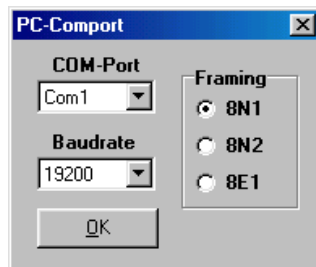 PC-Comport
COM-Port
Com1
Baudrate
19200
OK
Framing
8N1
8N2
8E1